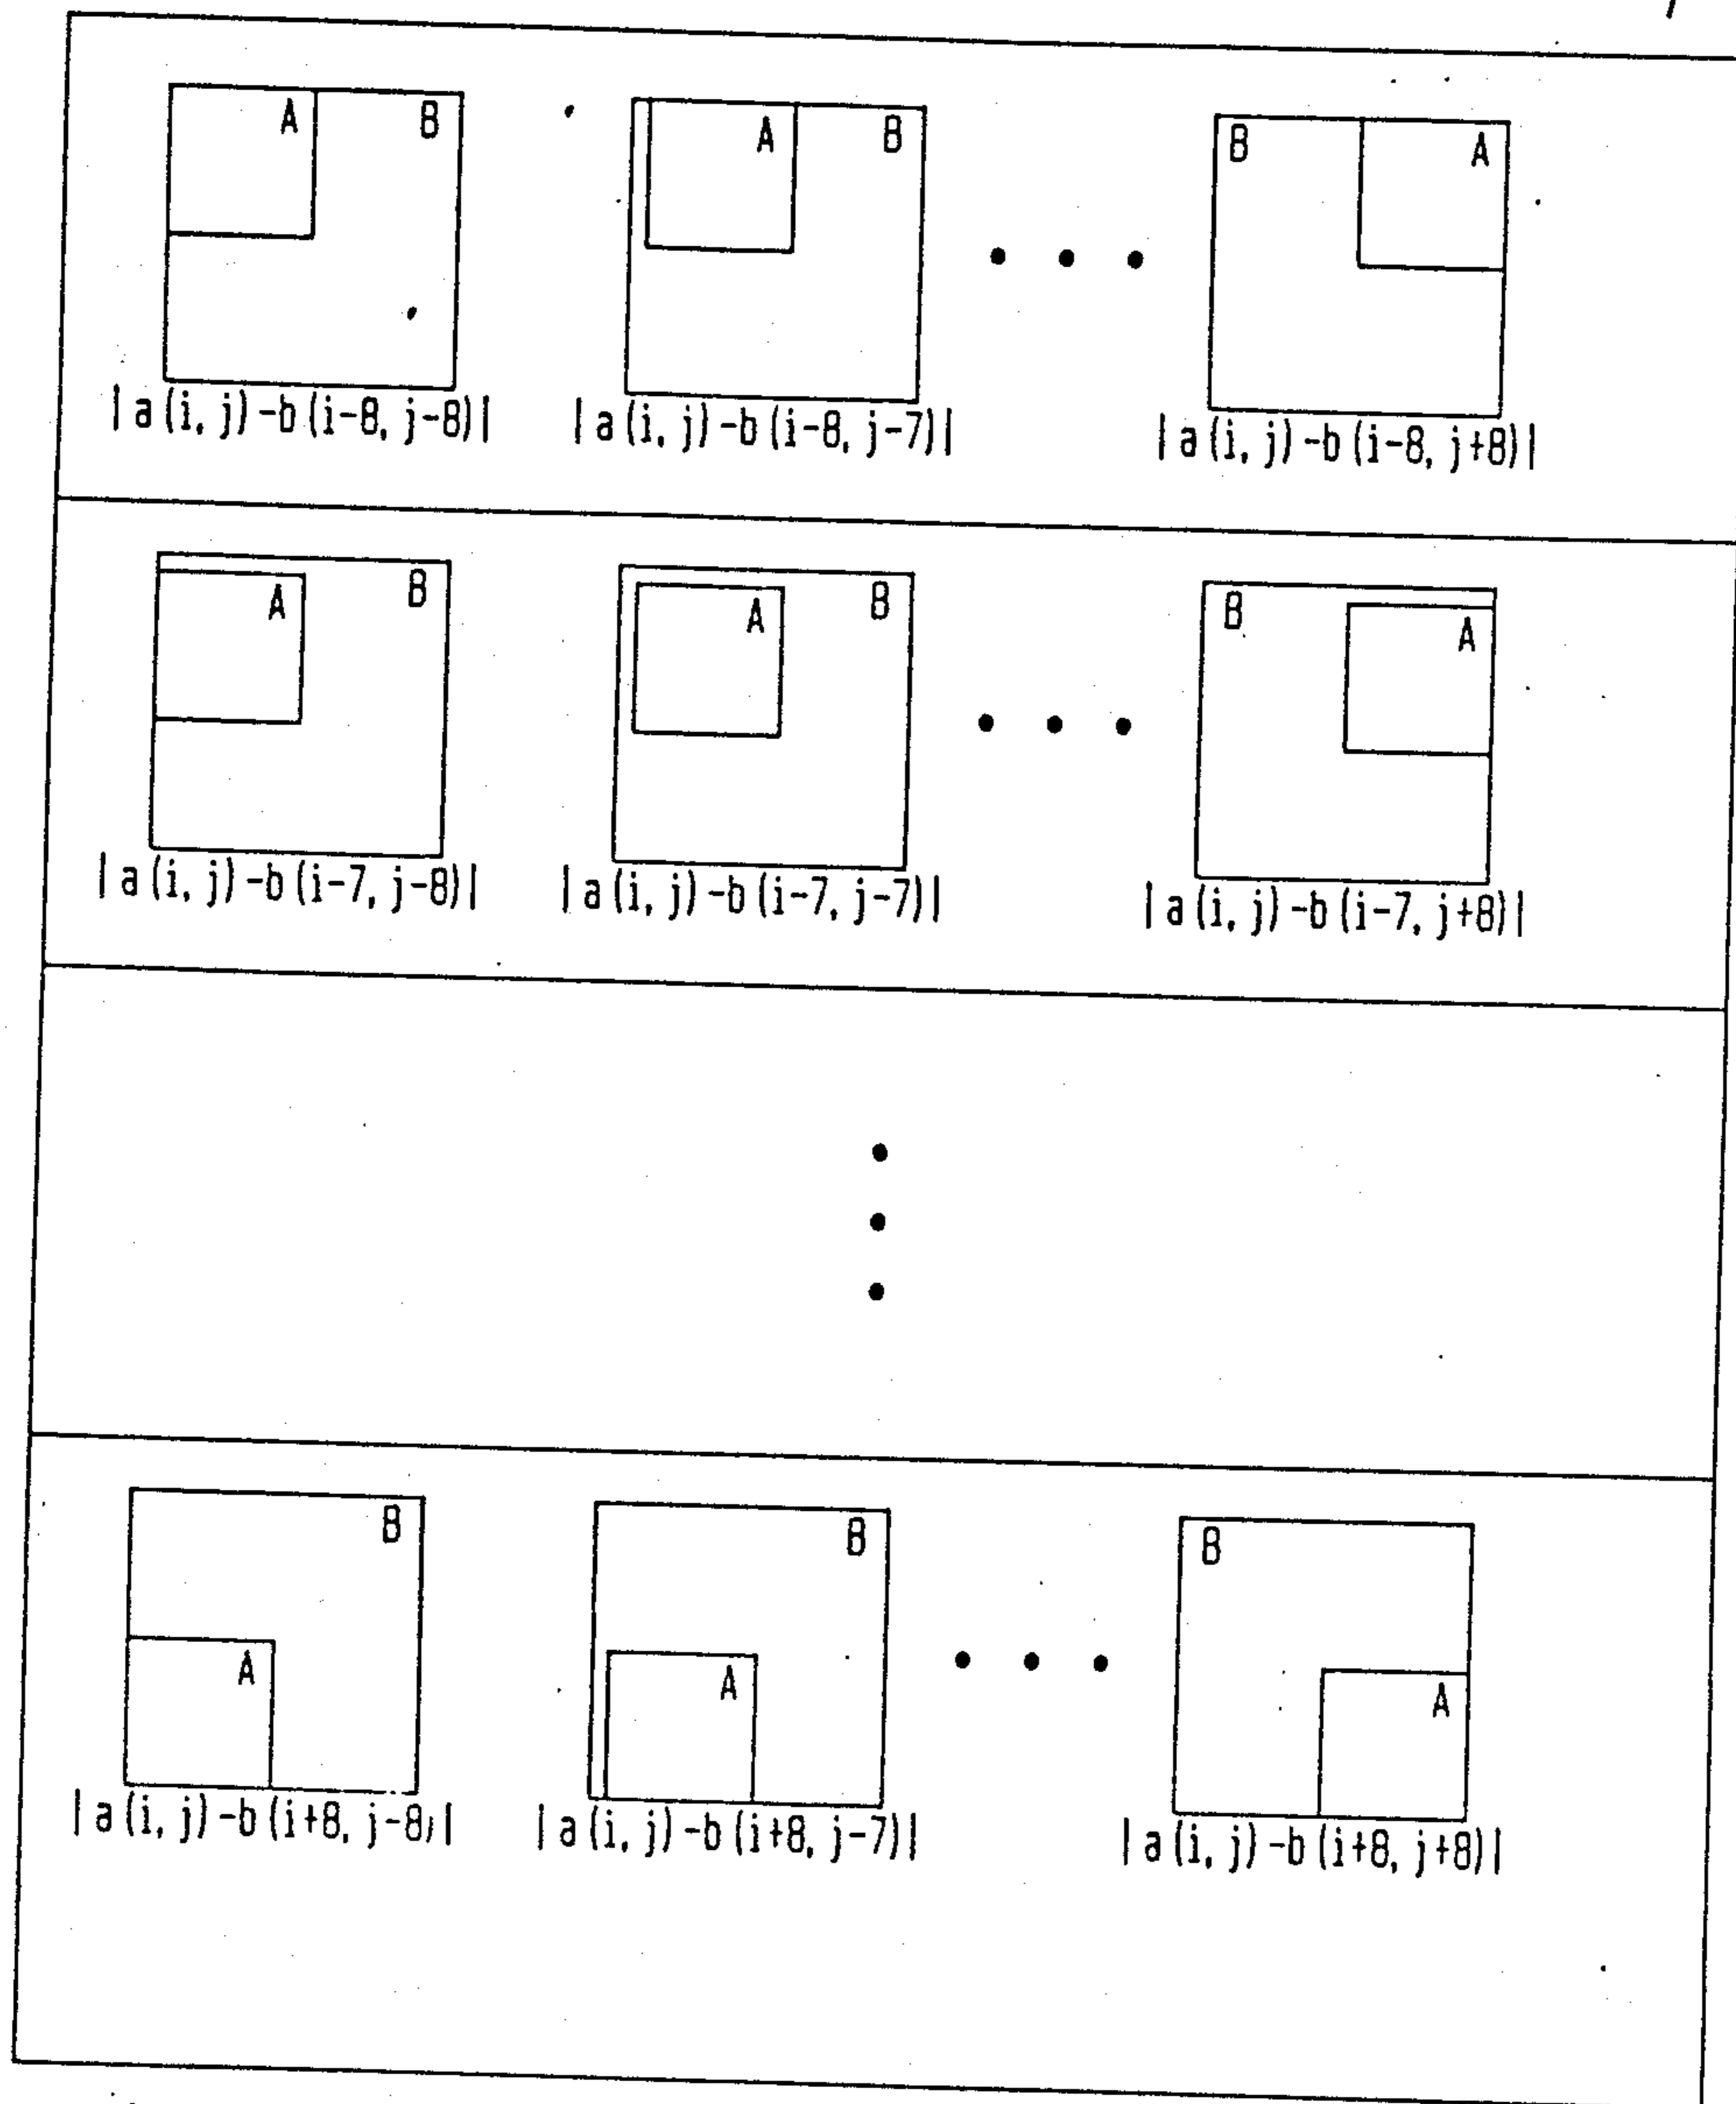 A B A B B A
|a(i, j)-b(i-8, j-8)| |a(i, j)-b(i-8, j-7)| |a(i, j)-b(i-8, j+8)|
A B A B B A
|a(i, j)-b(i-7, j-8)| |a(i, j)-b(i-7, j-7)| |a(i, j)-b(i-7, j+8)|
B B B
A A A
|a(i, j)-b(i+8, j-8)| |a(i, j)-b(i+8, j-7)| |a(i, j)-b(i+8, j+8)|